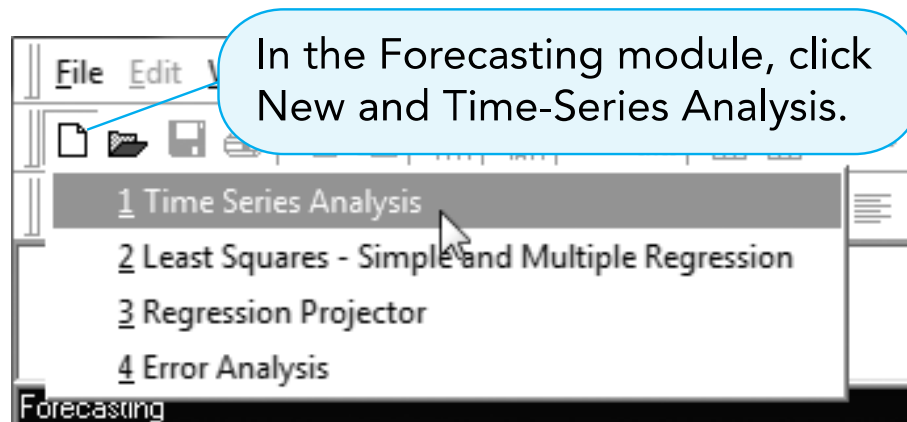 In the Forecasting module, click
New and Time-Series Analysis.
File Edit
1 Time Series Analysis
2 Least Squares - Simple and Multiple Regression
3 Regression Projector
4 Error Analysis
Forecasting